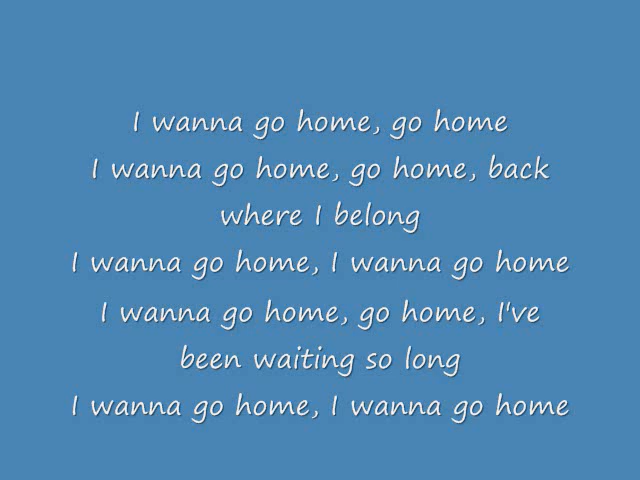 I wanna go home, go home
I wanna go home, go home, back
where I belong
I wanna go home, I wanna go home
I wanna go home, go home, I've
been waiting so long
I wanna go home, I wanna go home